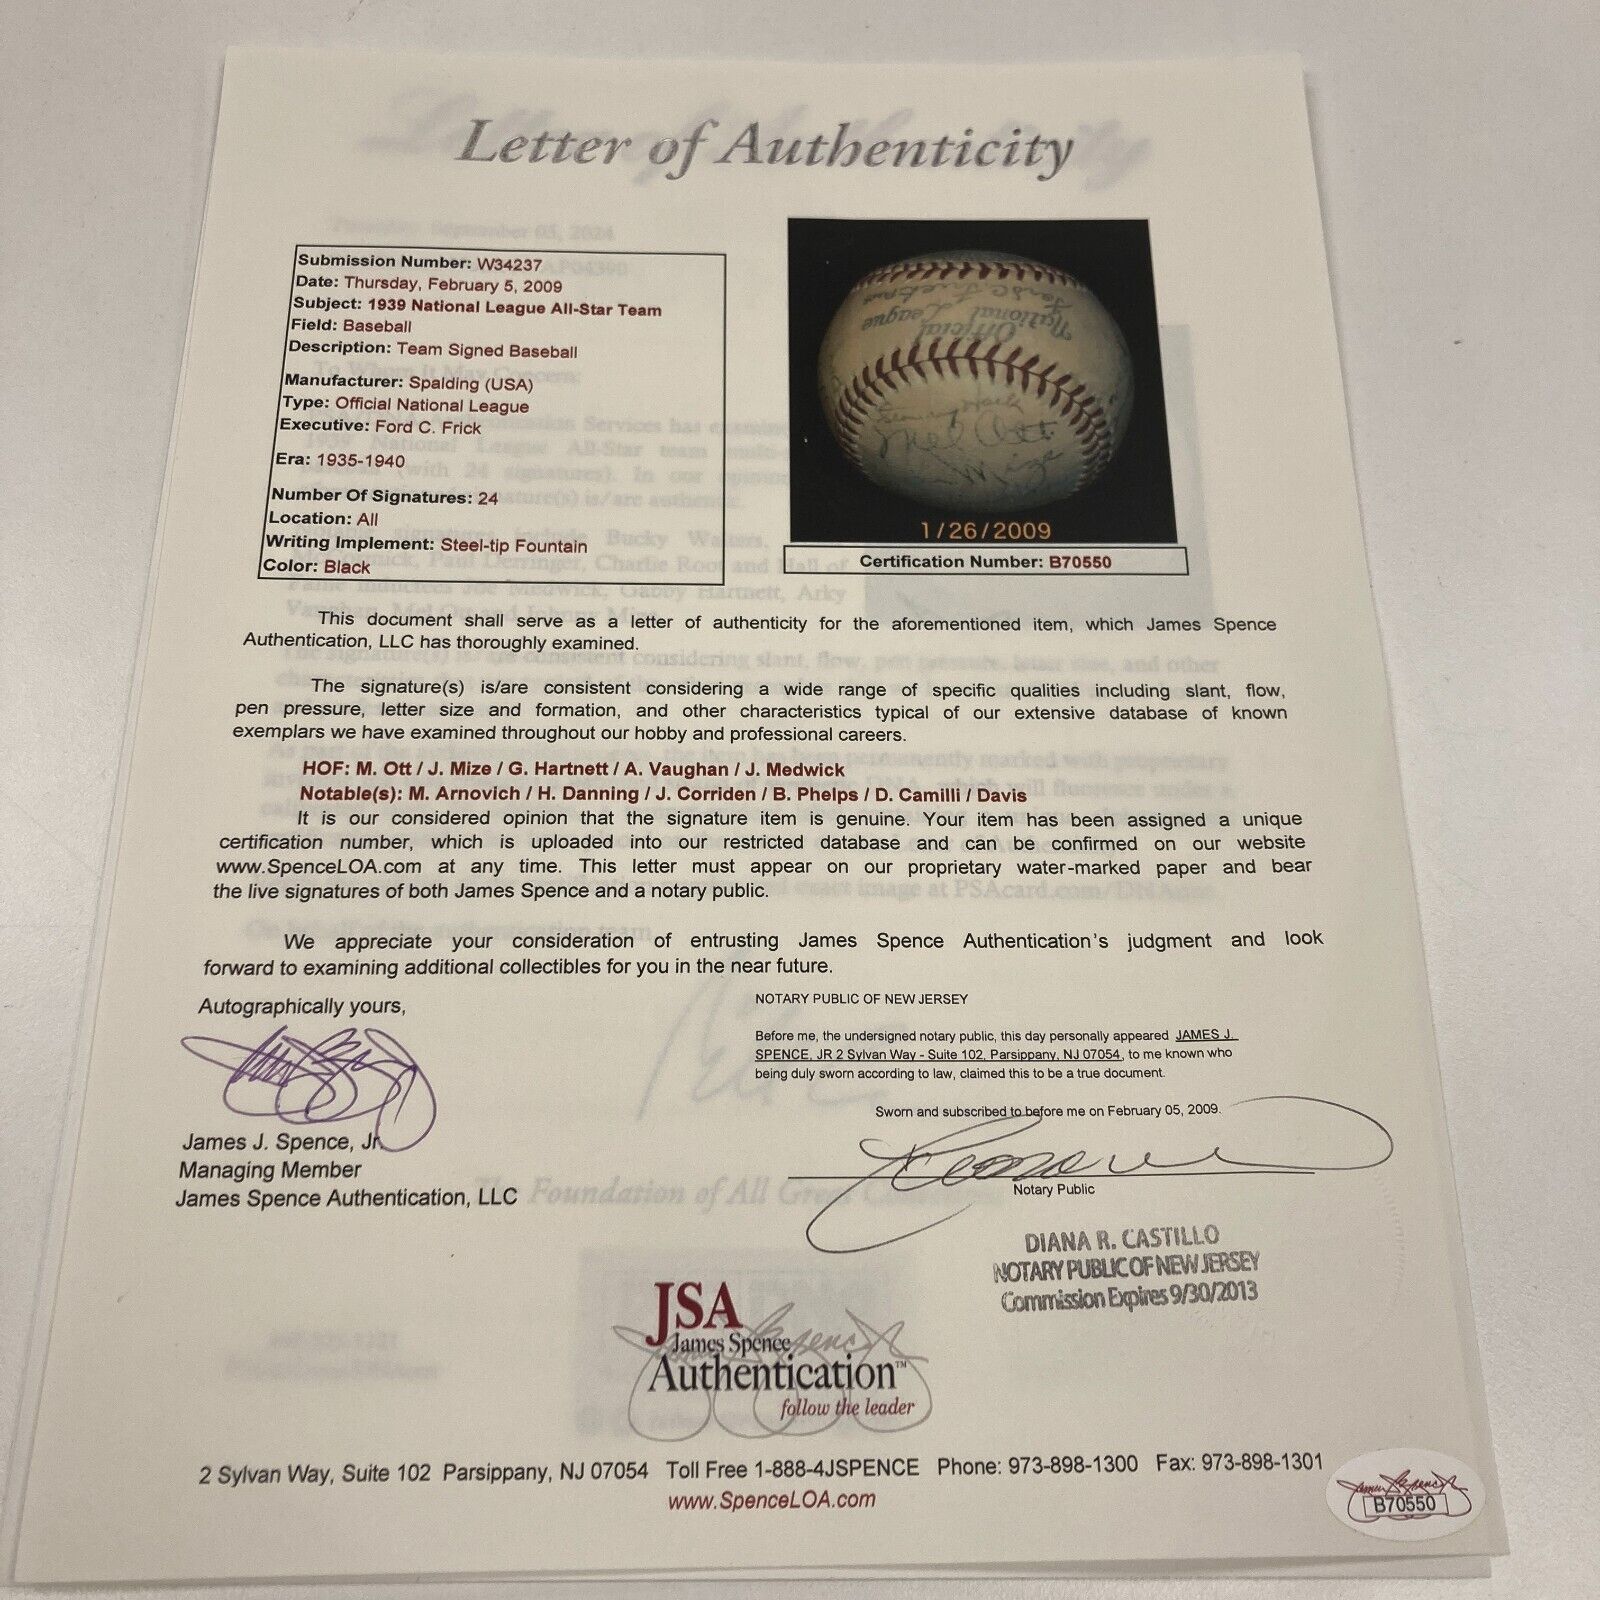 Letter of Authenticity
Submission Number: W34237
Date: Thursday, February 5, 2009
Subject: 1939 National League All-Star Team
Field: Baseball
Description: Team Signed Baseball
Manufacturer: Spalding (USA)
Type: Official National League
Executive: Ford C. Frick
Era: 1935-1940
Number Of Signatures: 24
Location: All
Writing Implement: Steel-tip Fountain
Color: Black
Official
National League
Mel Ott
Mize
1/26/2009
Certification Number: B70550
This document shall serve as a letter of authenticity for the aforementioned item, which James Spence
Authentication, LLC has thoroughly examined.
The signature(s) is/are consistent considering a wide range of specific qualities including slant, flow,
pen pressure, letter size and formation, and other characteristics typical of our extensive database of known
exemplars we have examined throughout our hobby and professional careers.
HOF: M. Ott / J. Mize / G. Hartnett / A. Vaughan / J. Medwick
Notable(s): M. Arnovich / H. Danning / J. Corriden / B. Phelps / D. Camilli / Davis
It is our considered opinion that the signature item is genuine. Your item has been assigned a unique
certification number, which is uploaded into our restricted database and can be confirmed on our website
www.SpenceLOA.com at any time. This letter must appear on our proprietary water-marked paper and bear
the live signatures of both James Spence and a notary public.
We appreciate your consideration of entrusting James Spence Authentication's judgment and look
forward to examining additional collectibles for you in the near future.
Autographically yours,
James J. Spence, Jr.
Managing Member
James Spence Authentication, LLC
NOTARY PUBLIC OF NEW JERSEY
Before me, the undersigned notary public, this day personally appeared JAMES J.
SPENCE, JR 2 Sylvan Way - Suite 102, Parsippany, NJ 07054, to me known who
being duly sworn according to law, claimed this to be a true document.
Sworn and subscribed to before me on February 05, 2009.
Notary Public
DIANA R. CASTILLO
NOTARY PUBLIC OF NEW JERSEY
Commission Expires 9/30/2013
JSA
James Spence
Authentication™
follow the leader
2 Sylvan Way, Suite 102 Parsippany, NJ 07054 Toll Free 1-888-4JSPENCE Phone: 973-898-1300 Fax: 973-898-1301
www.SpenceLOA.com
B70550